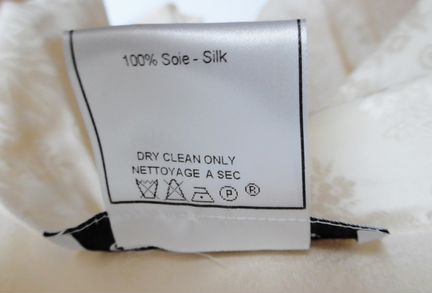 100% Soie - Silk
DRY CLEAN ONLY
NETTOYAGE A SEC
P ®